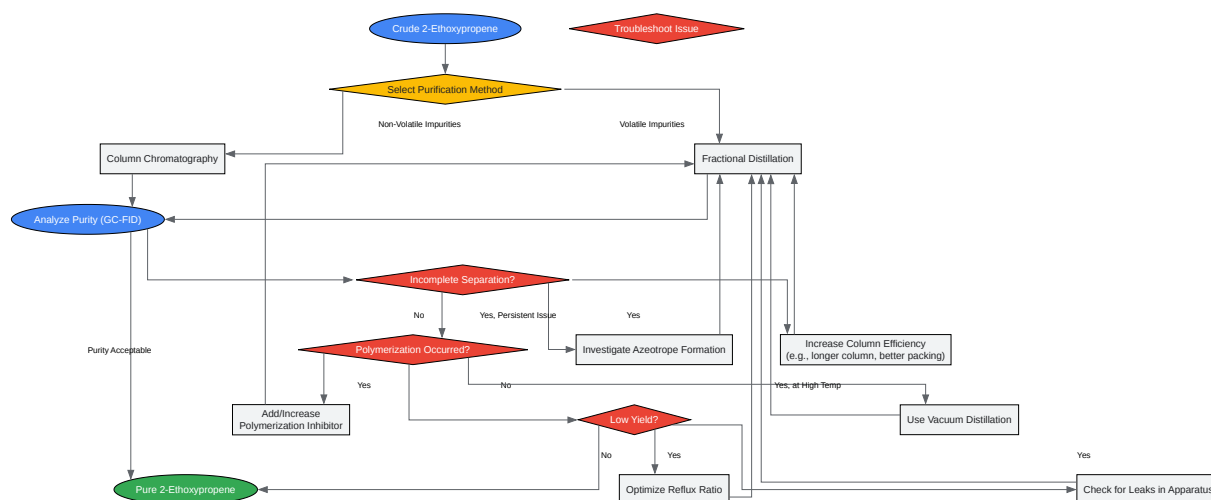 Crude 2-Ethoxypropene
Troubleshoot Issue
Select Purification Method
Non-Volatile Impurities
Volatile Impurities
Column Chromatography
Fractional Distillation
Analyze Purity (GC-FID)
Incomplete Separation?
No
Yes, Persistent Issue
Yes
Purity Acceptable
Polymerization Occurred?
Investigate Azeotrope Formation
Increase Column Efficiency
(e.g., longer column, better packing)
Yes
No
Yes, at High Temp
Add/Increase
Polymerization Inhibitor
Low Yield?
Use Vacuum Distillation
No
Yes
Yes
Pure 2-Ethoxypropene
Optimize Reflux Ratio
Check for Leaks in Apparatus